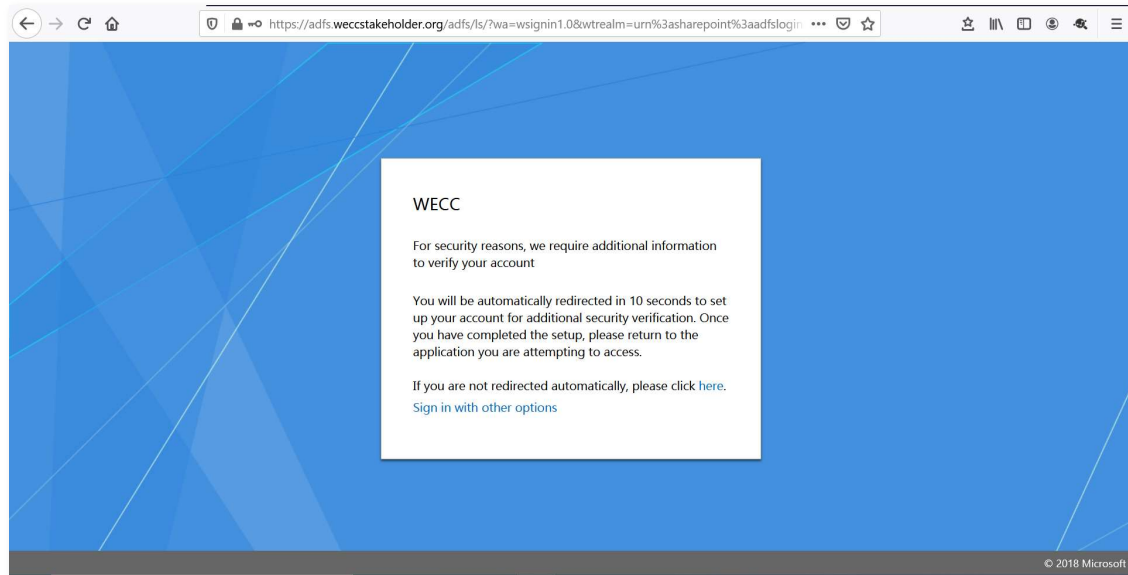 https://adfs.weccstakeholder.org/adfs/ls/?wa=wsignin1.0&wtrealm=urn%3asharepoint%3aadfslogin
WECC
For security reasons, we require additional information
to verify your account
You will be automatically redirected in 10 seconds to set
up your account for additional security verification. Once
you have completed the setup, please return to the
application you are attempting to access.
If you are not redirected automatically, please click here.
Sign in with other options
© 2018 Microsoft